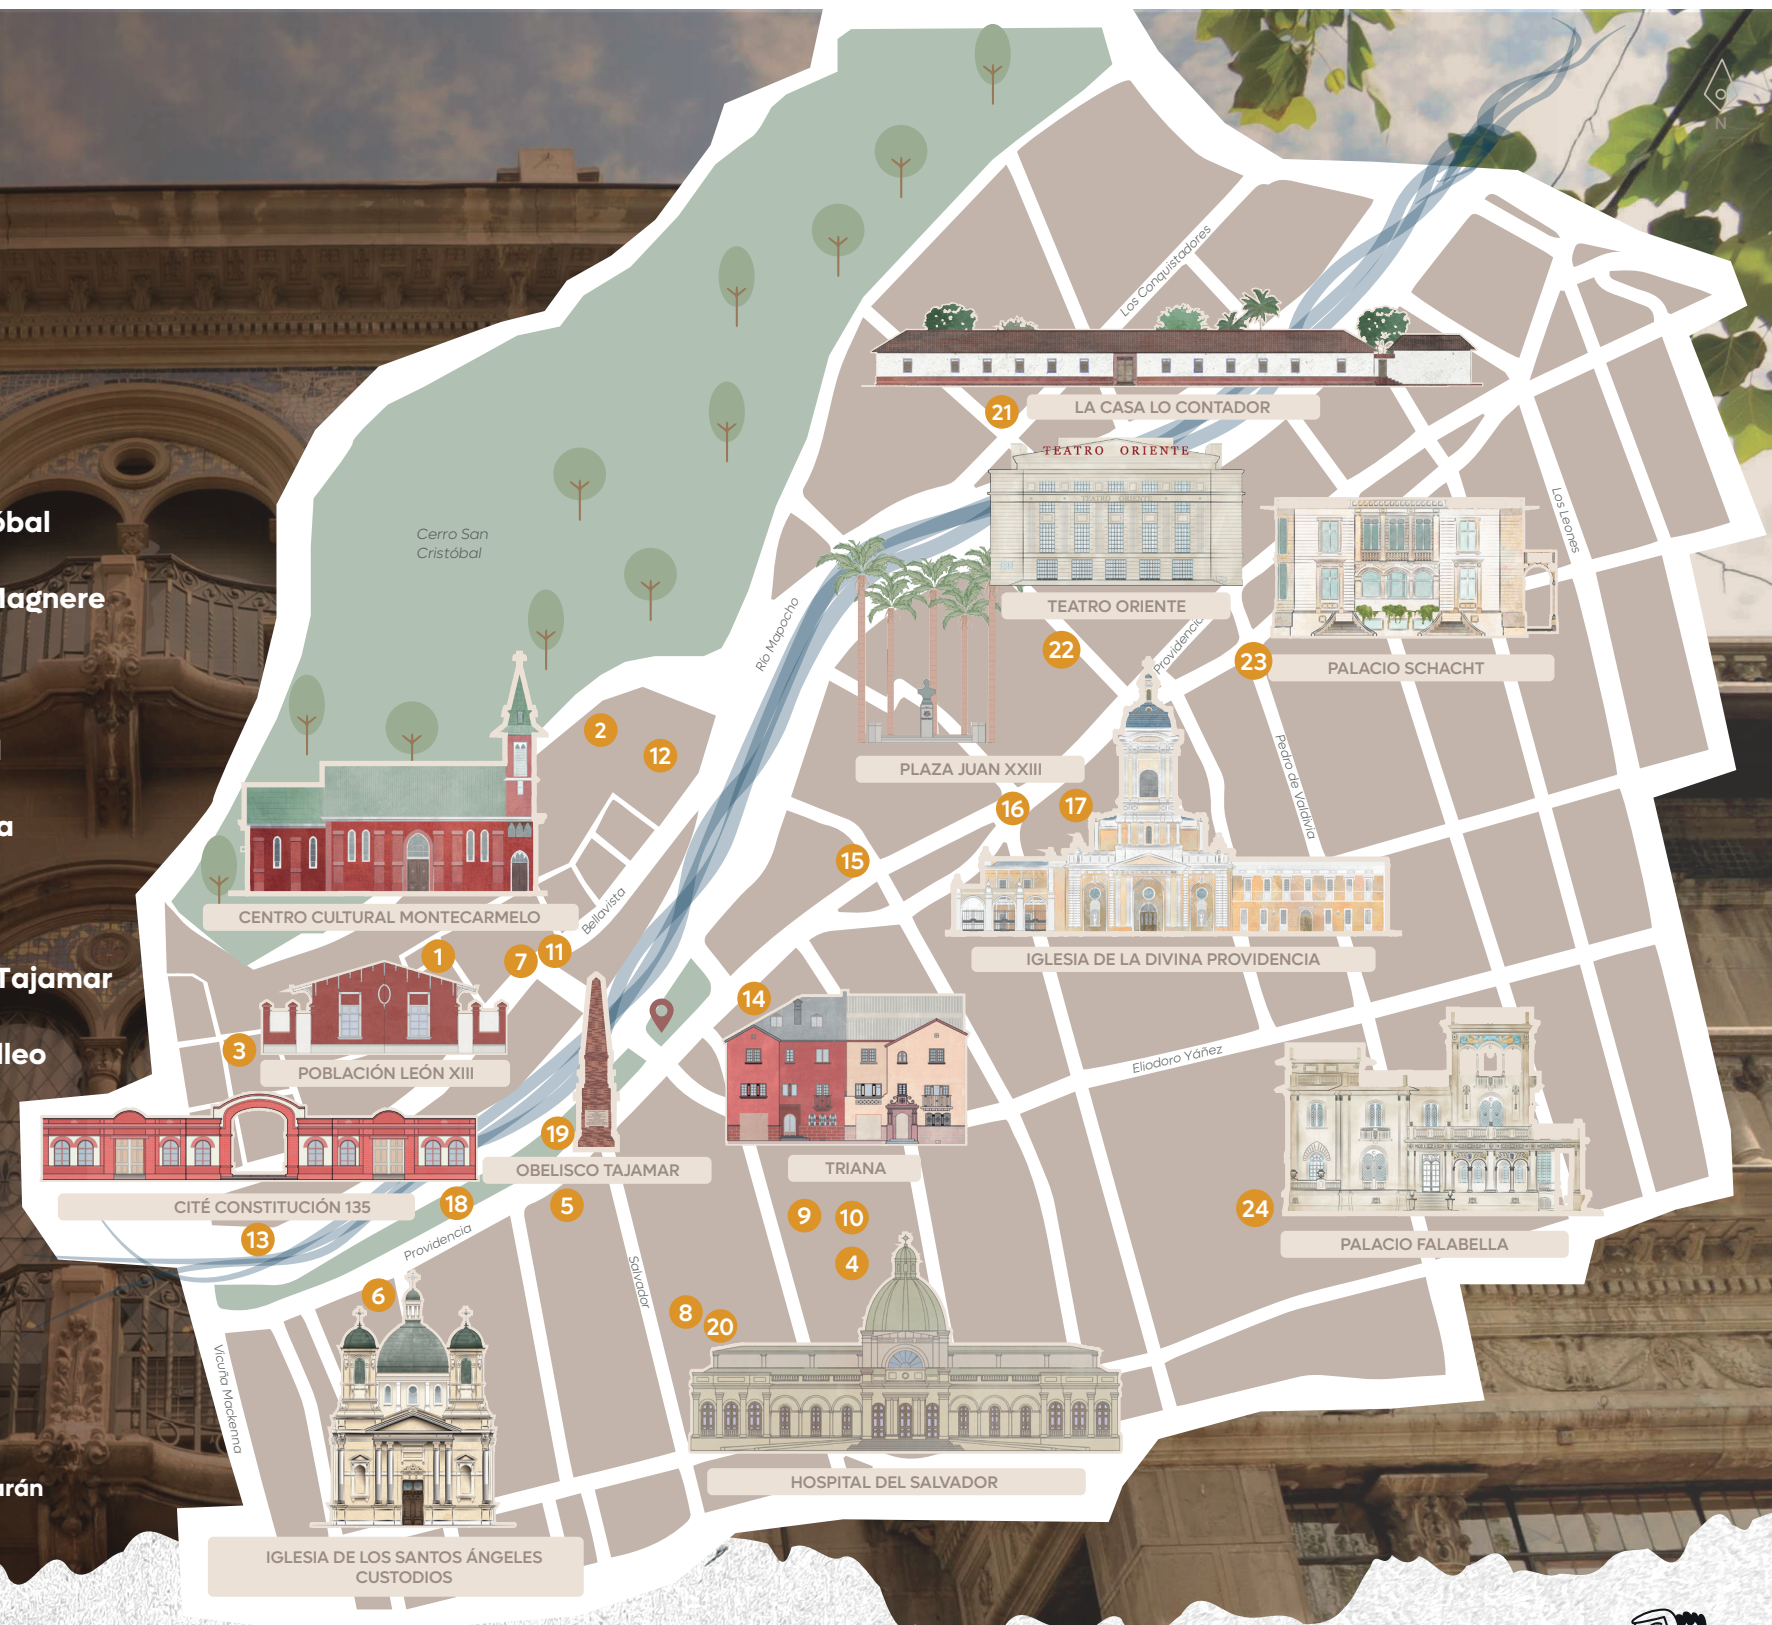 N
Los Conquistadores
21
LA CASA LO CONTADOR
TEATRO ORIENTE
TEATRO ORIENTE
Los Leones
óbal
Cerro San
Cristóbal
lagnere
Río Mapocho
TEATRO ORIENTE
22
Providencia
23
PALACIO SCHACHT
2
12
PLAZA JUAN XXIII
Pedro de Valdivia
16
17
a
15
CENTRO CULTURAL MONTECARMELO
Bellavista
1
7
11
IGLESIA DE LA DIVINA PROVIDENCIA
Tajamar
14
3
lleo
POBLACIÓN LEÓN XIII
Eliodoro Yáñez
19
OBELISCO TAJAMAR
TRIANA
CITÉ CONSTITUCIÓN 135
18
5
9
10
24
13
Providencia
PALACIO FALABELLA
4
Salvador
6
8
20
Vicuña Mackenna
HOSPITAL DEL SALVADOR
arán
IGLESIA DE LOS SANTOS ÁNGELES
CUSTODIOS